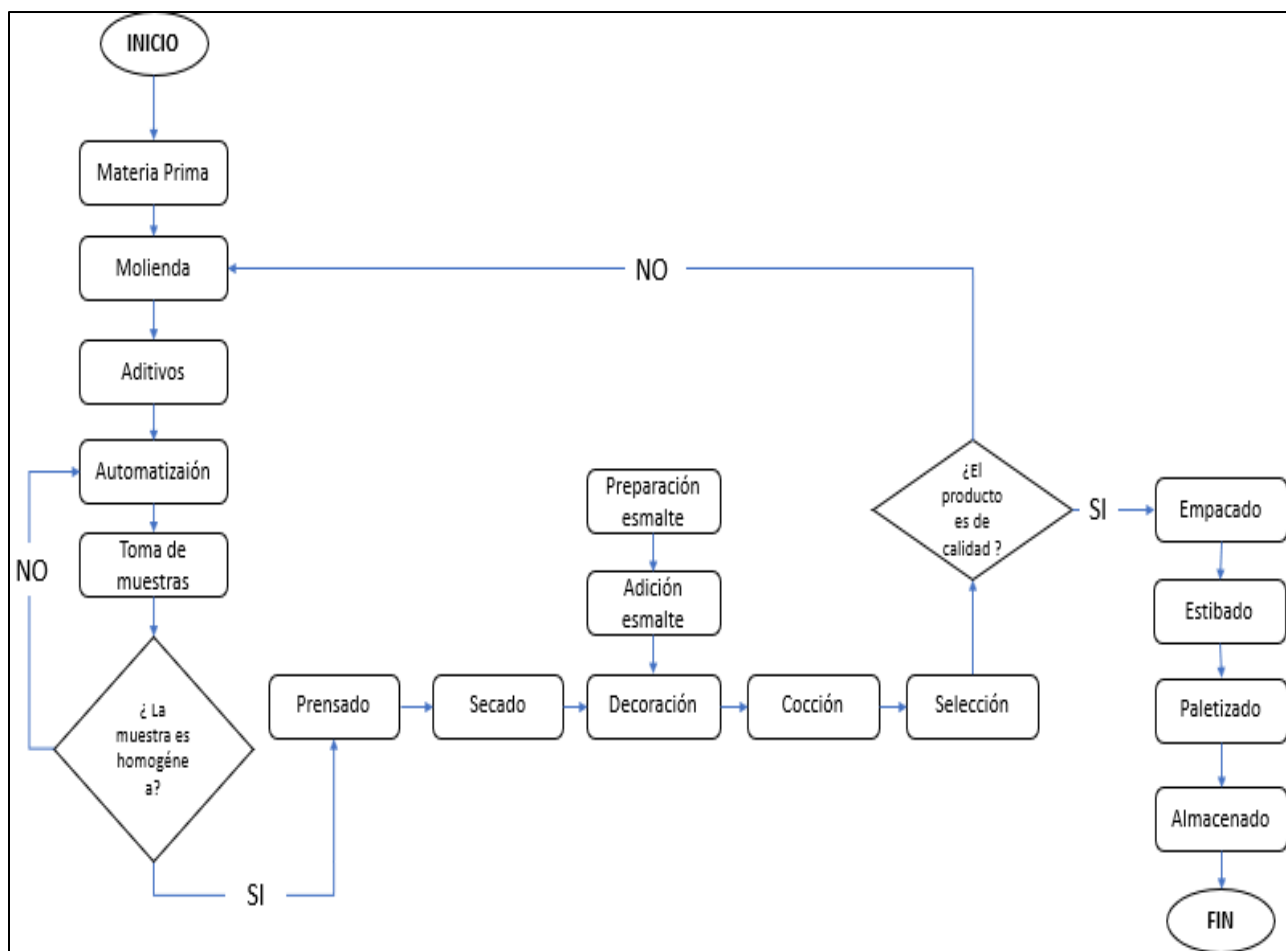 INICIO
Materia Prima
Molienda
Aditivos
Automatizaión
Toma de
muestras
NO
¿ La
muestra es
homogéne
a?
SI
Prensado
Secado
Preparación
esmalte
Adición
esmalte
Decoración
Cocción
Selección
¿El
producto
es de
calidad ?
NO
SI
Empacado
Estibado
Paletizado
Almacenado
FIN